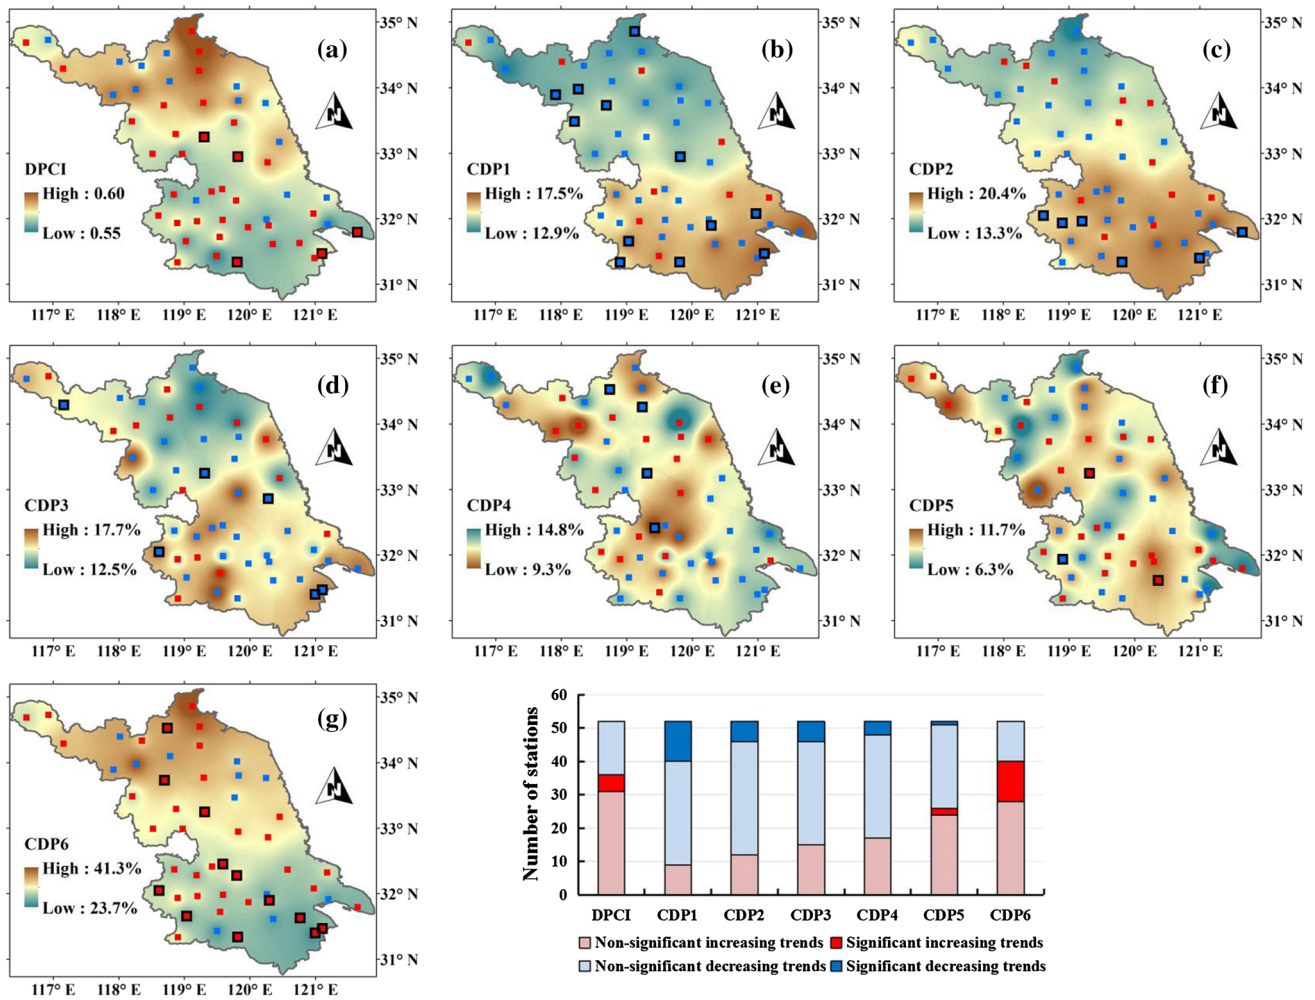 (a)
35° N
34° N
33° N
32° N
31° N
N
DPCI
High : 0.60
Low : 0.55
117° E 118° E 119° E 120° E 121° E
(b)
35° N
34° N
33° N
32° N
31° N
N
CDP1
High : 17.5%
Low : 12.9%
117° E 118° E 119° E 120° E 121° E
(c)
35° N
34° N
33° N
32° N
31° N
N
CDP2
High : 20.4%
Low : 13.3%
117° E 118° E 119° E 120° E 121° E
(d)
35° N
34° N
33° N
32° N
31° N
N
CDP3
High : 17.7%
Low : 12.5%
117° E 118° E 119° E 120° E 121° E
(e)
35° N
34° N
33° N
32° N
31° N
N
CDP4
High : 14.8%
Low : 9.3%
117° E 118° E 119° E 120° E 121° E
(f)
35° N
34° N
33° N
32° N
31° N
N
CDP5
High : 11.7%
Low : 6.3%
117° E 118° E 119° E 120° E 121° E
(g)
35° N
34° N
33° N
32° N
31° N
N
CDP6
High : 41.3%
Low : 23.7%
117° E 118° E 119° E 120° E 121° E
Number of stations
60
50
40
30
20
10
0
DPCI CDP1 CDP2 CDP3 CDP4 CDP5 CDP6
Non-significant increasing trends Significant increasing trends
Non-significant decreasing trends Significant decreasing trends